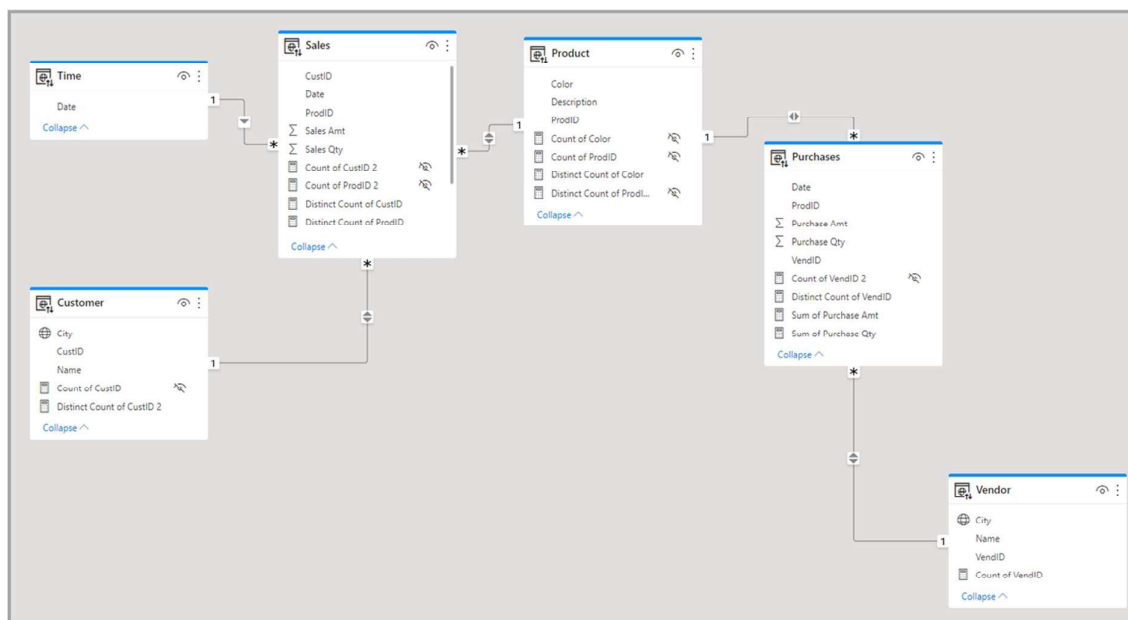 Time
Date
Collapse
1
*
Sales
CustID
Date
ProdID
Sales Amt
Sales Qty
Count of CustID 2
Count of ProdID 2
Distinct Count of CustID
Distinct Count of ProdID
Collapse
*
*
Product
Color
Description
ProdID
Count of Color
Count of ProdID
Distinct Count of Color
Distinct Count of ProdI...
Collapse
1
1
*
Purchases
Date
ProdID
Purchase Amt
Purchase Qty
VendID
Count of VendID 2
Distinct Count of VendID
Sum of Purchase Amt
Sum of Purchase Qty
Collapse
*
Customer
City
CustID
Name
Count of CustID
Distinct Count of CustID 2
Collapse
1
Vendor
City
Name
VendID
Count of VendID
Collapse
1